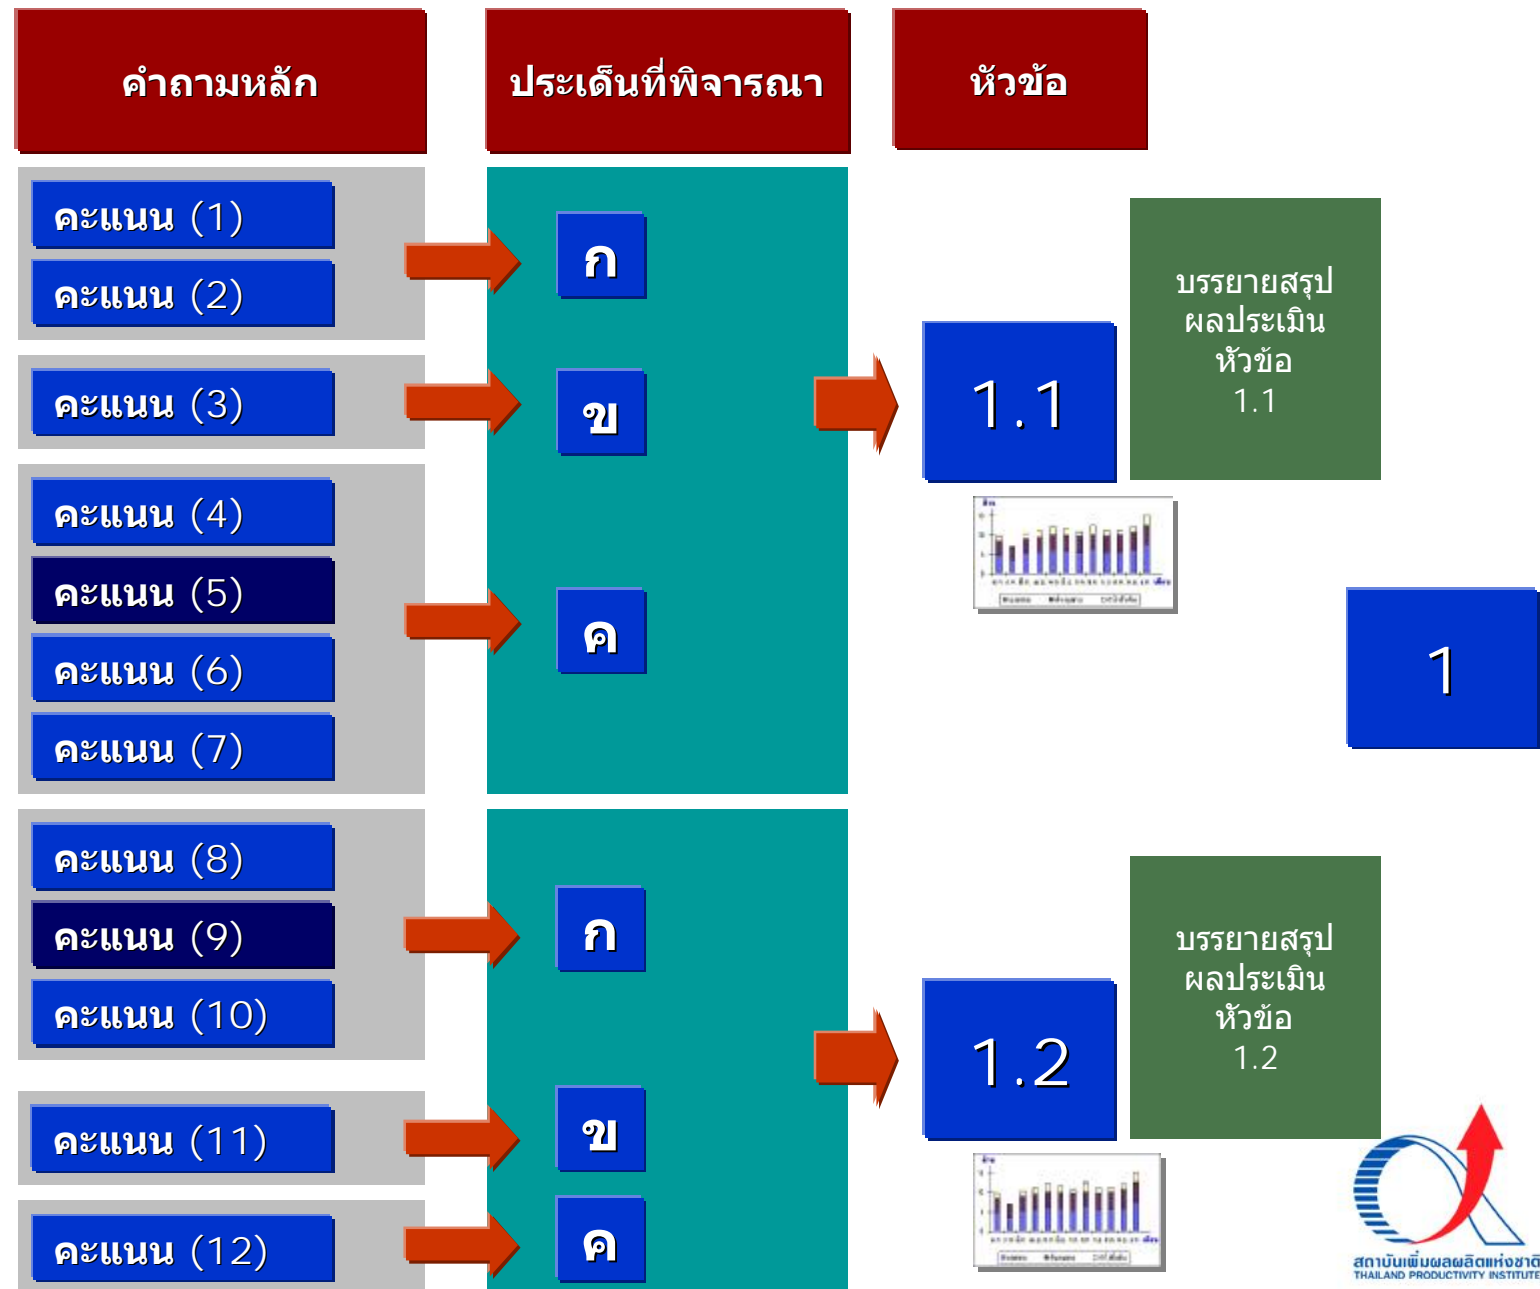 คำถามหลัก
ประเด็นที่พิจารณา
หัวข้อ
คะแนน (1)
คะแนน (2)
ก
คะแนน (3)
ข
คะแนน (4)
คะแนน (5)
คะแนน (6)
คะแนน (7)
ค
1.1
บรรยายสรุป
ผลประเมิน
หัวข้อ
1.1
1
คะแนน (8)
คะแนน (9)
คะแนน (10)
ก
คะแนน (11)
ข
คะแนน (12)
ค
1.2
บรรยายสรุป
ผลประเมิน
หัวข้อ
1.2
สถาบันเพิ่มผลผลิตแห่งชาติ
THAILAND PRODUCTIVITY INSTITUTE